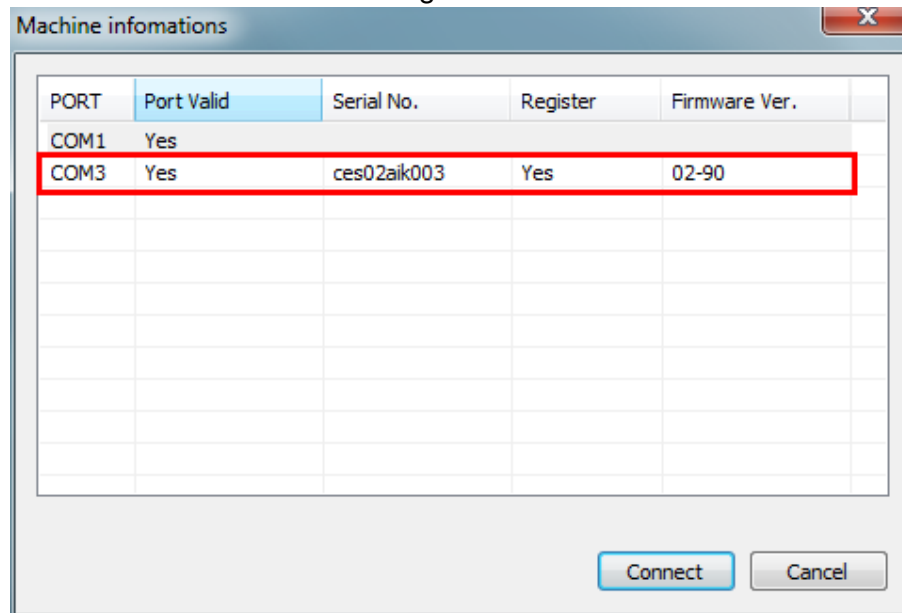 Machine infomations
x
PORT Port Valid Serial No. Register Firmware Ver.
COM1 Yes
COM3 Yes ces02aik003 Yes 02-90
Connect Cancel